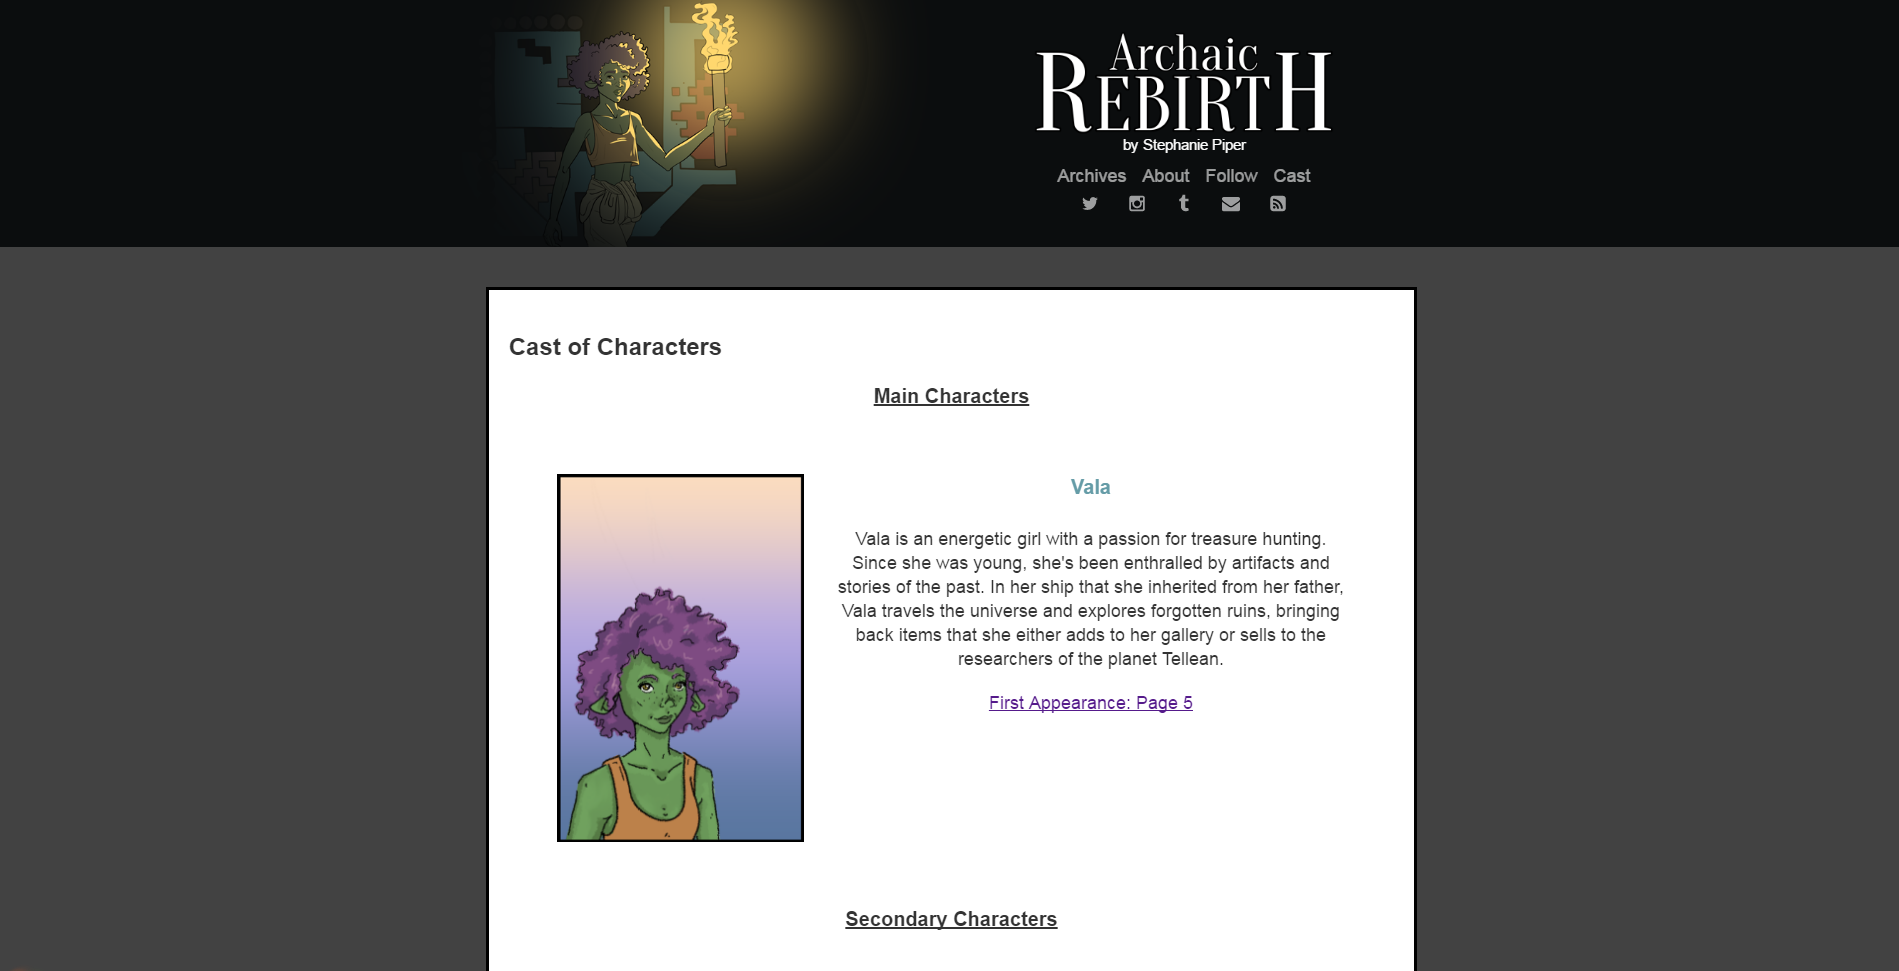 Archaic
REBIRTH
by Stephanie Piper
Archives About Follow Cast
Cast of Characters
Main Characters
Vala
Vala is an energetic girl with a passion for treasure hunting.
Since she was young, she's been enthralled by artifacts and
stories of the past. In her ship that she inherited from her father,
Vala travels the universe and explores forgotten ruins, bringing
back items that she either adds to her gallery or sells to the
researchers of the planet Tellean.
First Appearance: Page 5
Secondary Characters